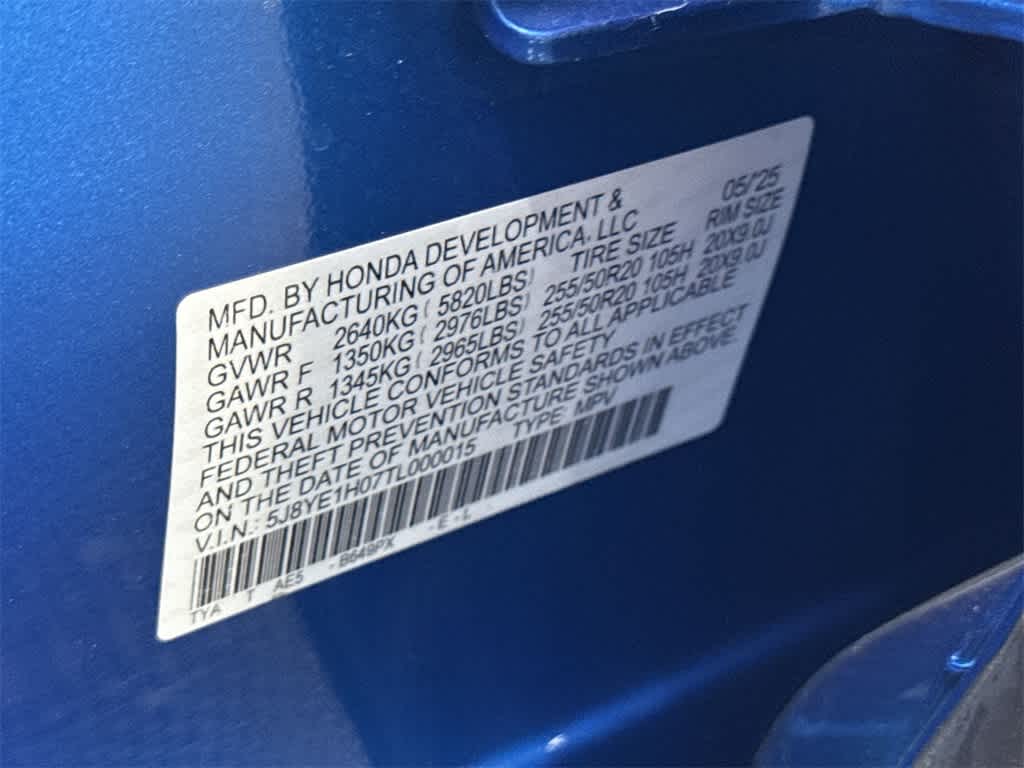 MFD. BY HONDA DEVELOPMENT & 05/'25
MANUFACTURING OF AMERICA, LLC RIM SIZE
GVWR 2640KG ( 5820LBS) TIRE SIZE
GAWR F 1350KG ( 2976LBS) 255/50R20 105H 20X9.0J
GAWR R 1345KG ( 2965LBS) 255/50R20 105H 20X9.0J
THIS VEHICLE CONFORMS TO ALL APPLICABLE
FEDERAL MOTOR VEHICLE SAFETY
AND THEFT PREVENTION STANDARDS IN EFFECT
ON THE DATE OF MANUFACTURE SHOWN ABOVE.
V.I.N.: 5J8YE1H07TL000015 TYPE: MPV
TYA T AE5 - B649PX - E - L